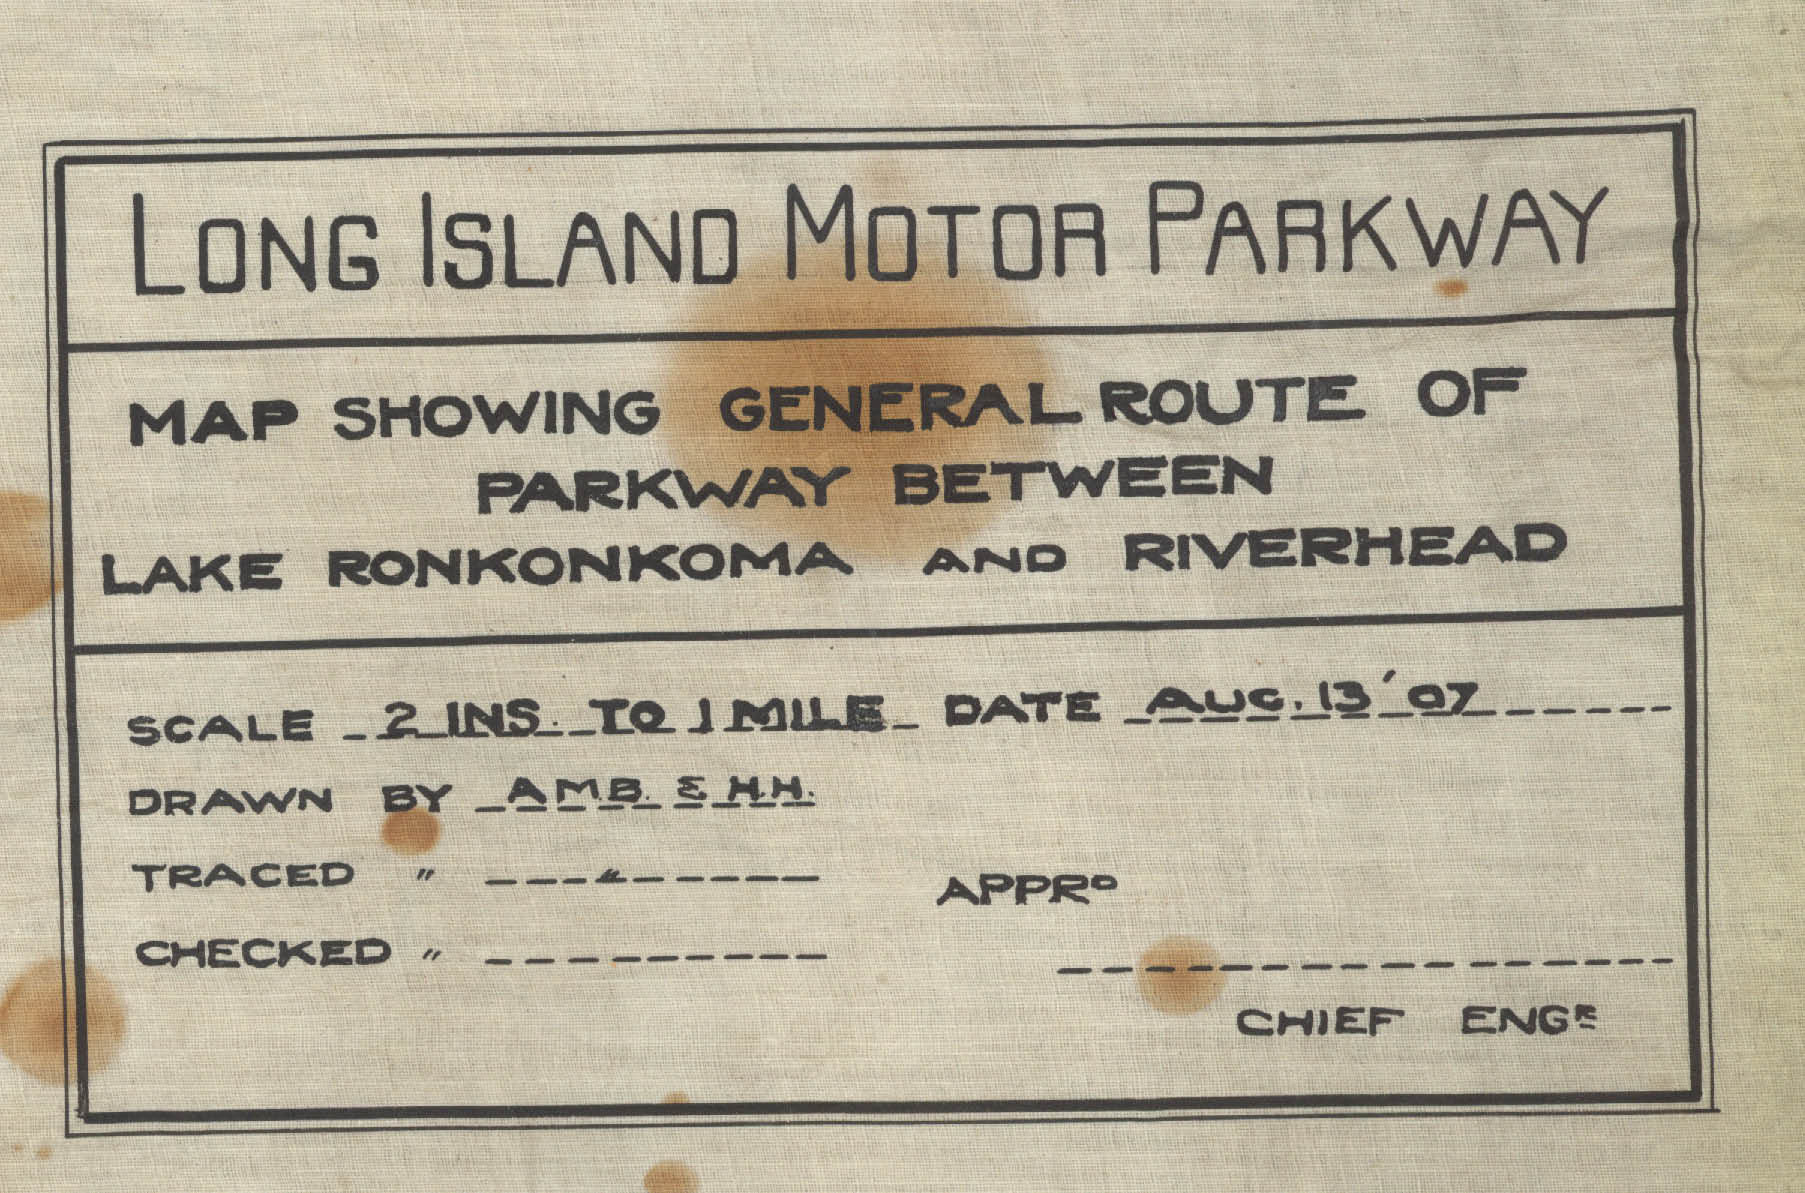 LONG ISLAND MOTOR PARKWAY
MAP SHOWING GENERAL ROUTE OF
PARKWAY BETWEEN
LAKE RONKONKOMA AND RIVERHEAD
SCALE 2 INS. TO 1 MILE DATE AUG. 13 '07
DRAWN BY A.M.B. & H.H.
TRACED " "
APPRD
CHECKED "
CHIEF ENGR